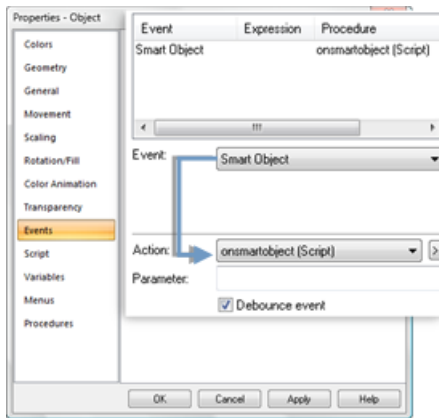 Properties - Object
Colors
Geometry
General
Movement
Scaling
Rotation/Fill
Color Animation
Transparency
Events
Script
Variables
Menus
Procedures
Event Expression Procedure
Smart Object onsmartobject (Script)
Event: Smart Object
Action: onsmartobject (Script) >
Parameter:
Debounce event
OK Cancel Apply Help